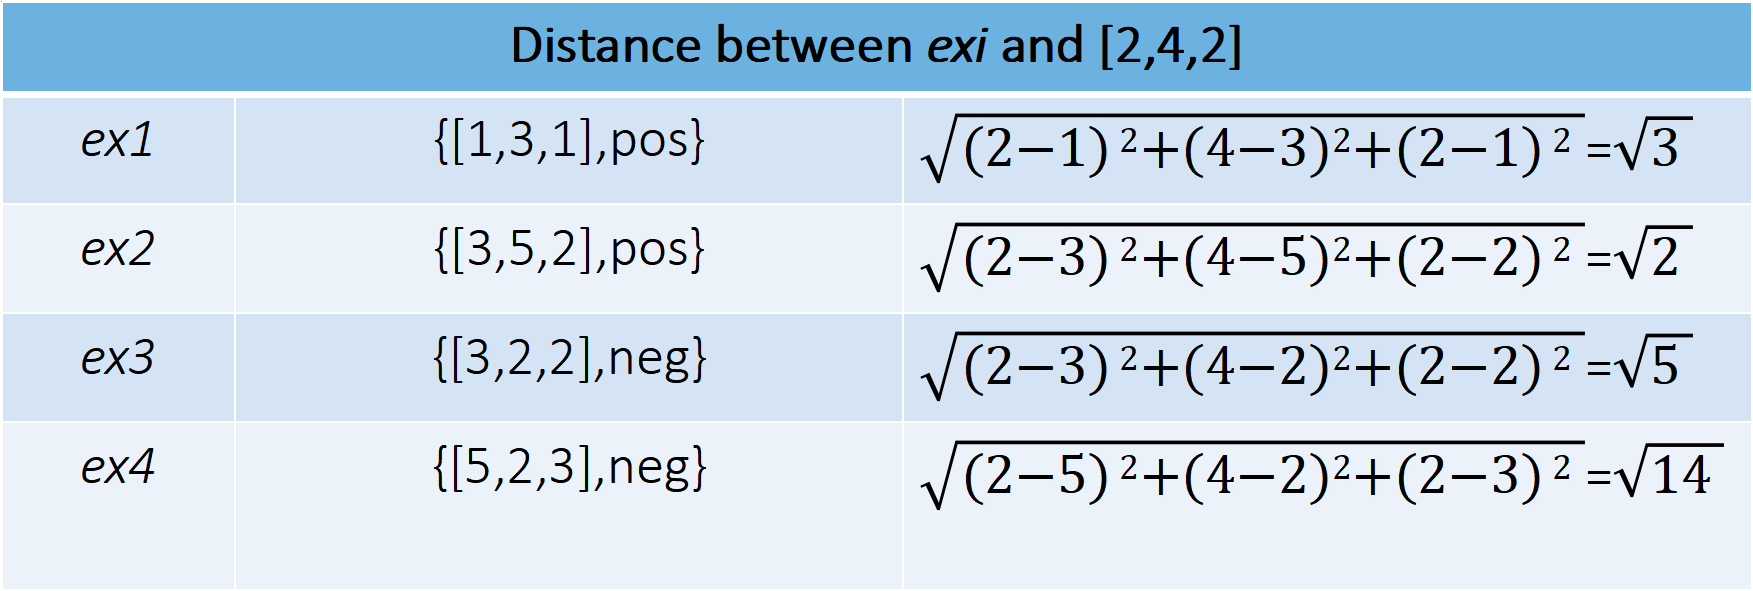 Distance between exi and [2,4,2]
ex1 {[1,3,1],pos} √(2−1) ²+(4−3)²+(2−1) ² =√3
ex2 {[3,5,2],pos} √(2−3) ²+(4−5)²+(2−2) ² =√2
ex3 {[3,2,2],neg} √(2−3) ²+(4−2)²+(2−2) ² =√5
ex4 {[5,2,3],neg} √(2−5) ²+(4−2)²+(2−3) ² =√14